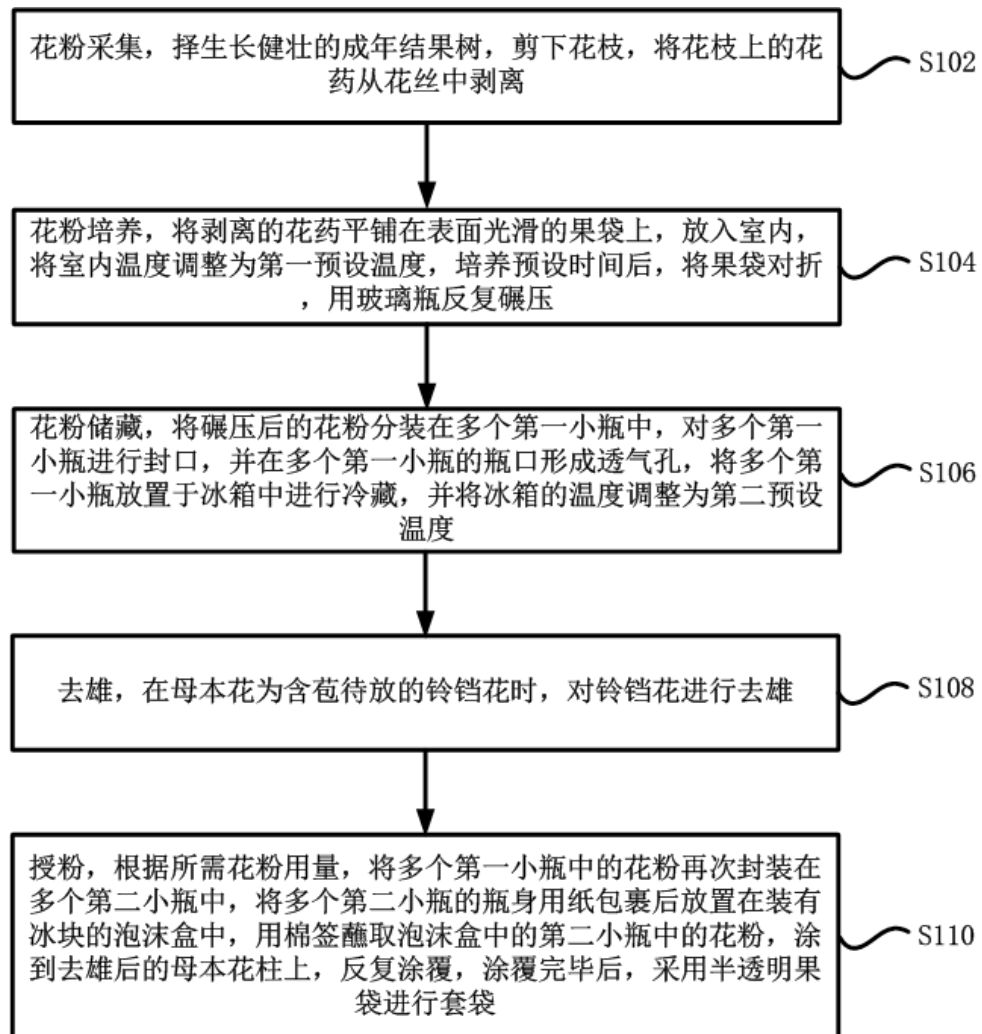 花粉采集，择生长健壮的成年结果树，剪下花枝，将花枝上的花
药从花丝中剥离
S102
花粉培养，将剥离的花药平铺在表面光滑的果袋上，放入室内，
将室内温度调整为第一预设温度，培养预设时间后，将果袋对折
，用玻璃瓶反复碾压
S104
花粉储藏，将碾压后的花粉分装在多个第一小瓶中，对多个第一
小瓶进行封口，并在多个第一小瓶的瓶口形成透气孔，将多个第
一小瓶放置于冰箱中进行冷藏，并将冰箱的温度调整为第二预设
温度
S106
去雄，在母本花为含苞待放的铃铛花时，对铃铛花进行去雄
S108
授粉，根据所需花粉用量，将多个第一小瓶中的花粉再次封装在
多个第二小瓶中，将多个第二小瓶的瓶身用纸包裹后放置在装有
冰块的泡沫盒中，用棉签蘸取泡沫盒中的第二小瓶中的花粉，涂
到去雄后的母本花柱上，反复涂覆，涂覆完毕后，采用半透明果
袋进行套袋
S110